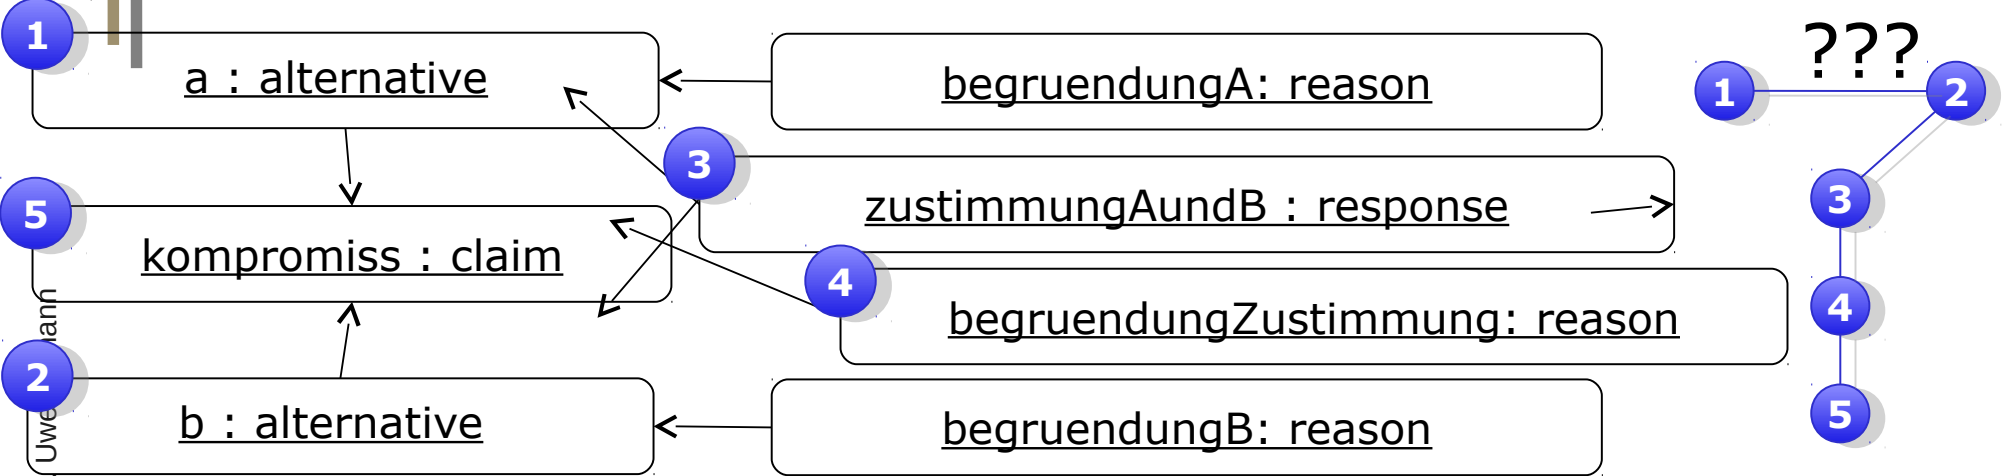 1
a : alternative
begruendungA: reason
???
1
2
3
zustimmungAundB : response
3
5
kompromiss : claim
4
begruendungZustimmung: reason
4
2
b : alternative
begruendungB: reason
5